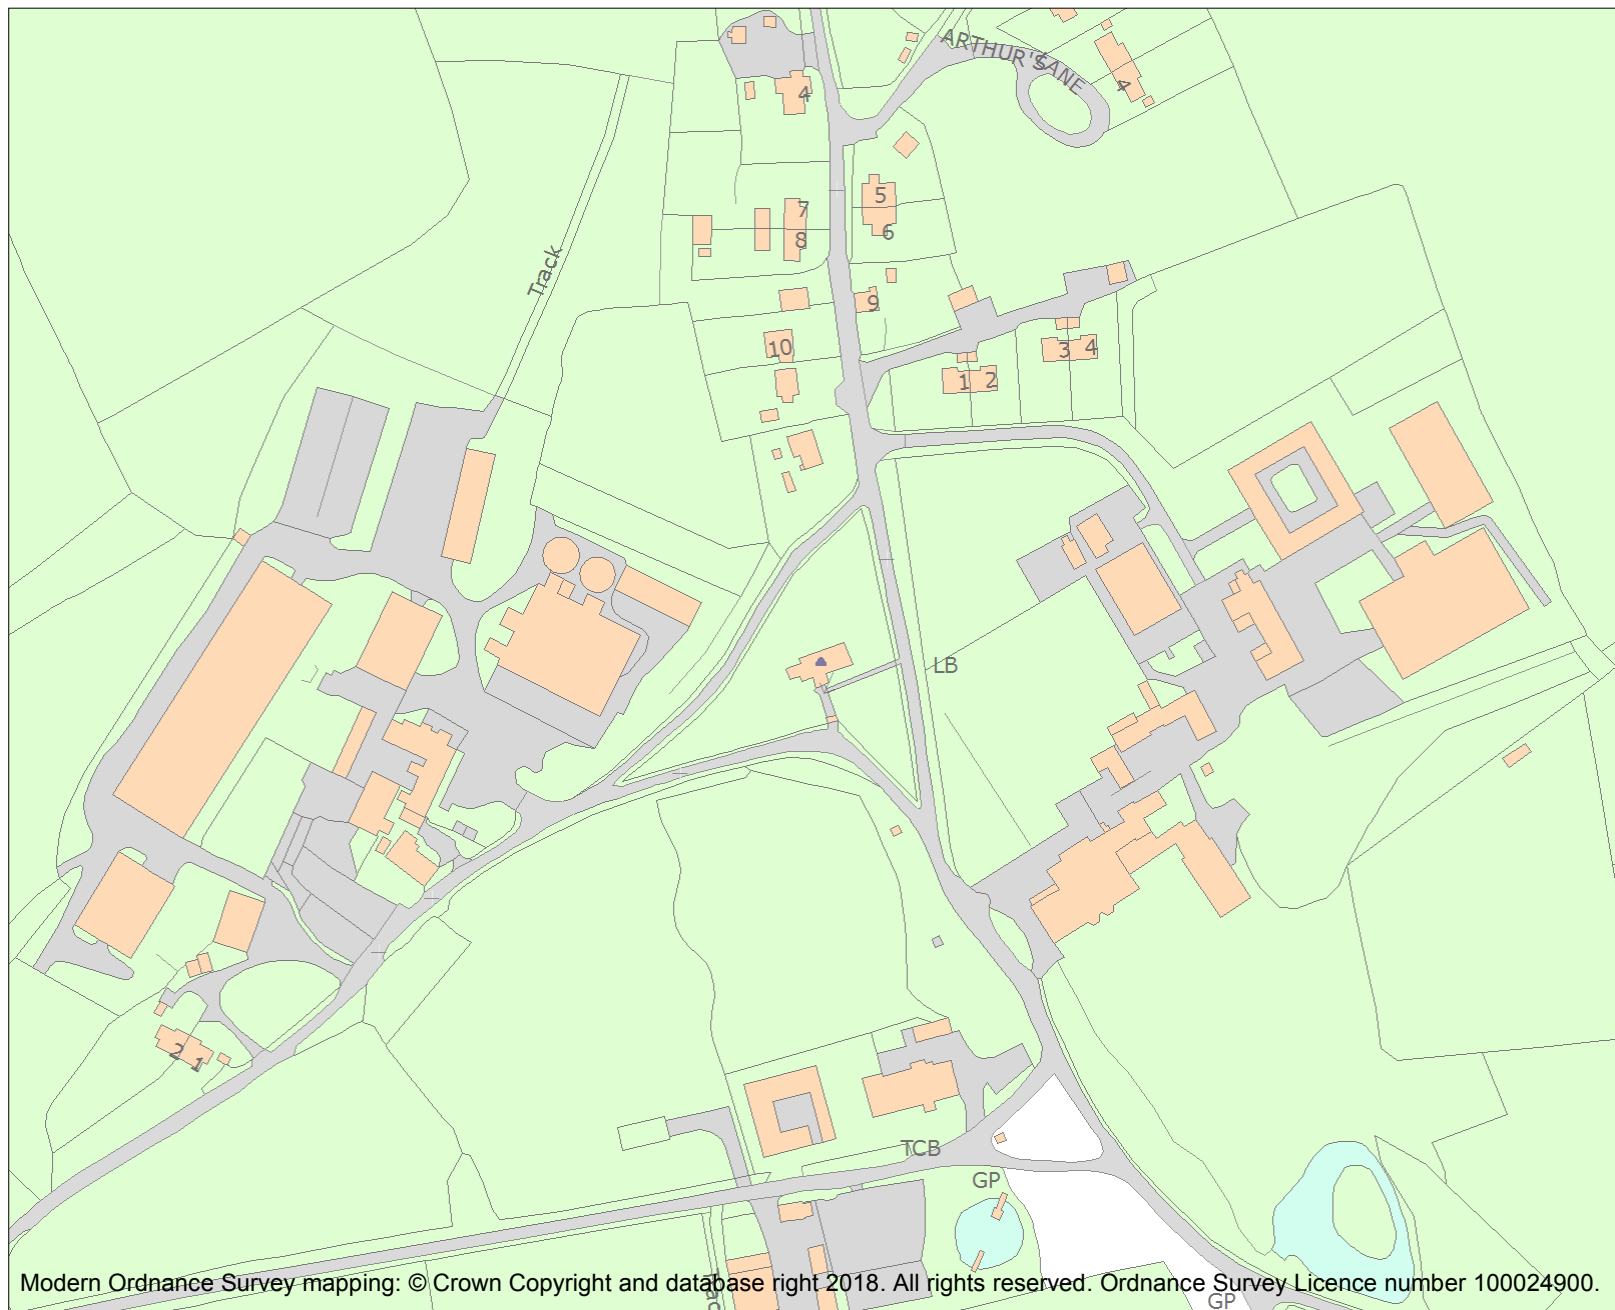 ARTHUR'S LANE
4
4
5
7
6
8
Track
9
10
3 4
1 2
LB
2 1
TCB
GP
Modern Ordnance Survey mapping: © Crown Copyright and database right 2018. All rights reserved. Ordnance Survey Licence number 100024900.
GP